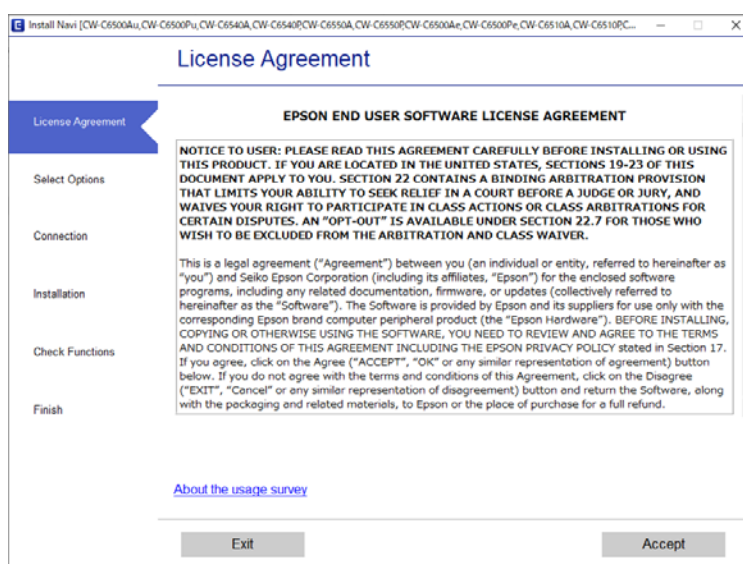 Install Navi [CW-C6500Au,CW-C6500Pu,CW-C6540A,CW-C6540P,CW-C6550A,CW-C6550P,CW-C6500Ae,CW-C6500Pe,CW-C6510A,CW-C6510P,C...
License Agreement
License Agreement
Select Options
Connection
Installation
Check Functions
Finish
EPSON END USER SOFTWARE LICENSE AGREEMENT
NOTICE TO USER: PLEASE READ THIS AGREEMENT CAREFULLY BEFORE INSTALLING OR USING
THIS PRODUCT. IF YOU ARE LOCATED IN THE UNITED STATES, SECTIONS 19-23 OF THIS
DOCUMENT APPLY TO YOU. SECTION 22 CONTAINS A BINDING ARBITRATION PROVISION
THAT LIMITS YOUR ABILITY TO SEEK RELIEF IN A COURT BEFORE A JUDGE OR JURY, AND
WAIVES YOUR RIGHT TO PARTICIPATE IN CLASS ACTIONS OR CLASS ARBITRATIONS FOR
CERTAIN DISPUTES. AN “OPT-OUT” IS AVAILABLE UNDER SECTION 22.7 FOR THOSE WHO
WISH TO BE EXCLUDED FROM THE ARBITRATION AND CLASS WAIVER.
This is a legal agreement (“Agreement”) between you (an individual or entity, referred to hereinafter as
“you”) and Seiko Epson Corporation (including its affiliates, “Epson”) for the enclosed software
programs, including any related documentation, firmware, or updates (collectively referred to
hereinafter as the “Software”). The Software is provided by Epson and its suppliers for use only with the
corresponding Epson brand computer peripheral product (the “Epson Hardware”). BEFORE INSTALLING,
COPYING OR OTHERWISE USING THE SOFTWARE, YOU NEED TO REVIEW AND AGREE TO THE TERMS
AND CONDITIONS OF THIS AGREEMENT INCLUDING THE EPSON PRIVACY POLICY stated in Section 17.
If you agree, click on the Agree (“ACCEPT”, “OK” or any similar representation of agreement) button
below. If you do not agree with the terms and conditions of this Agreement, click on the Disagree
(“EXIT”, “Cancel” or any similar representation of disagreement) button and return the Software, along
with the packaging and related materials, to Epson or the place of purchase for a full refund.
About the usage survey
Exit
Accept